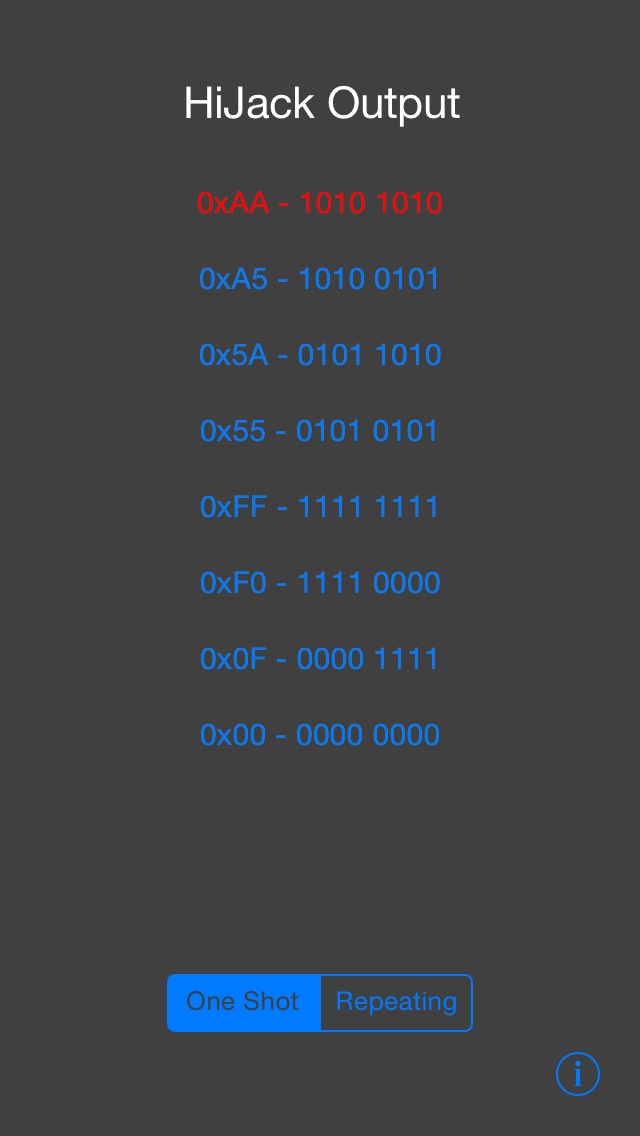 HiJack Output
0xAA - 1010 1010
0xA5 - 1010 0101
0x5A - 0101 1010
0x55 - 0101 0101
0xFF - 1111 1111
0xF0 - 1111 0000
0x0F - 0000 1111
0x00 - 0000 0000
One Shot Repeating
i